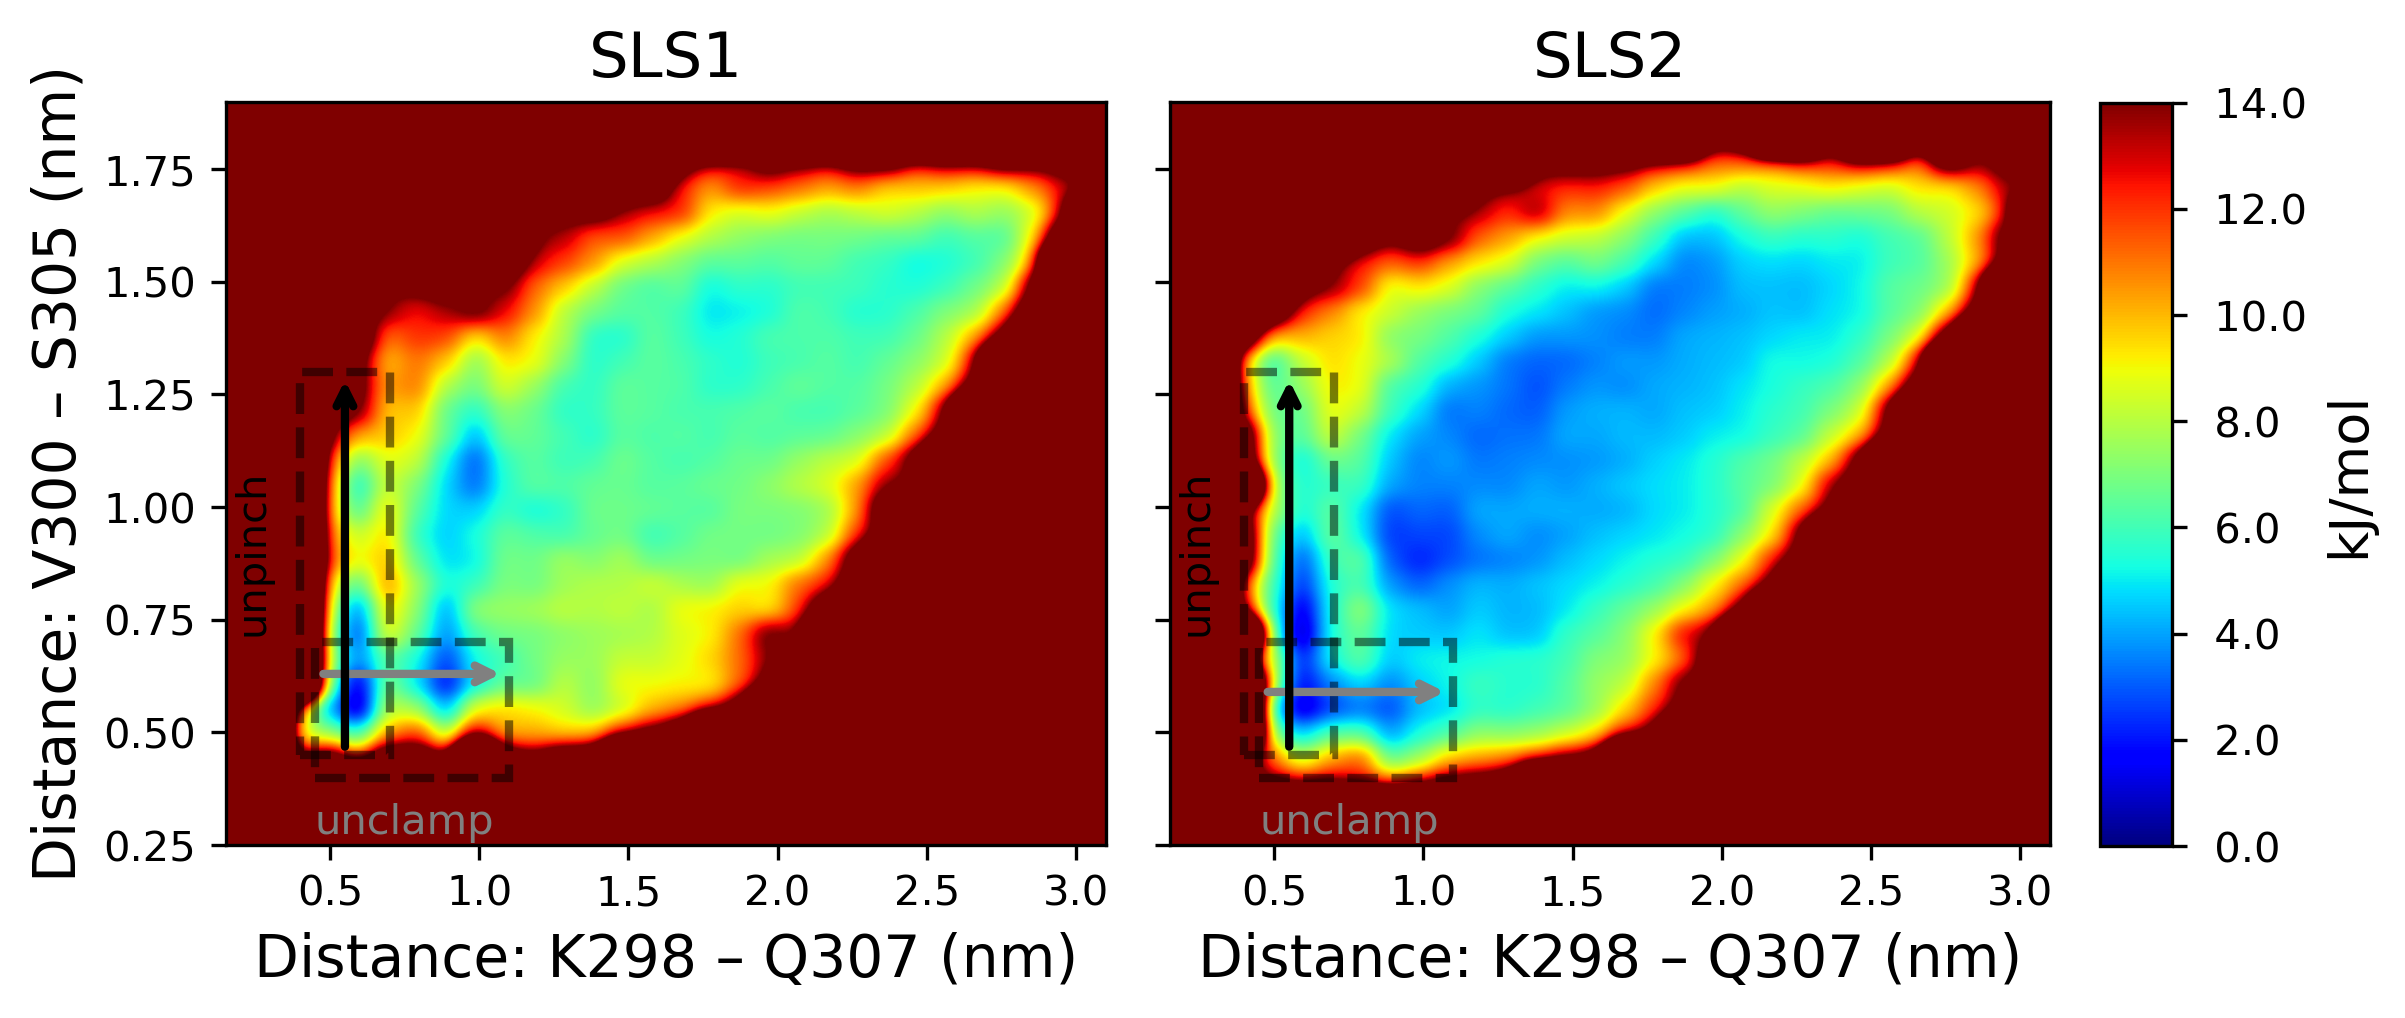 SLS1
SLS2
Distance: V300 – S305 (nm)
1.75
1.50
1.25
1.00
0.75
0.50
0.25
unpinch
unclamp
unpinch
unclamp
14.0
12.0
10.0
8.0
6.0
4.0
2.0
0.0
kJ/mol
0.5 1.0 1.5 2.0 2.5 3.0
0.5 1.0 1.5 2.0 2.5 3.0
Distance: K298 – Q307 (nm)
Distance: K298 – Q307 (nm)